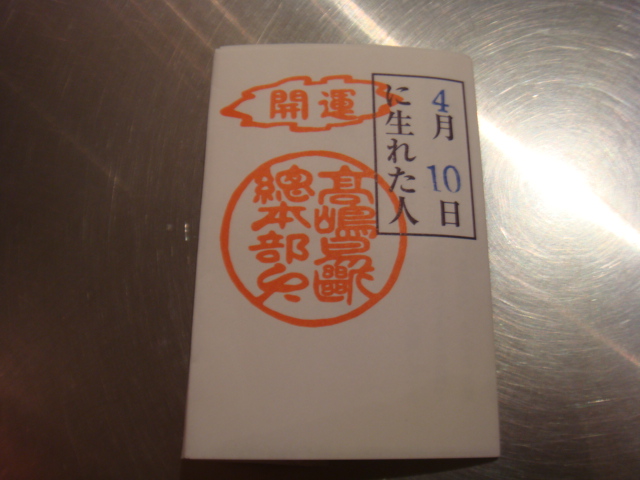 4月10日
に生れた人
開運
高嶋易斷
總本部